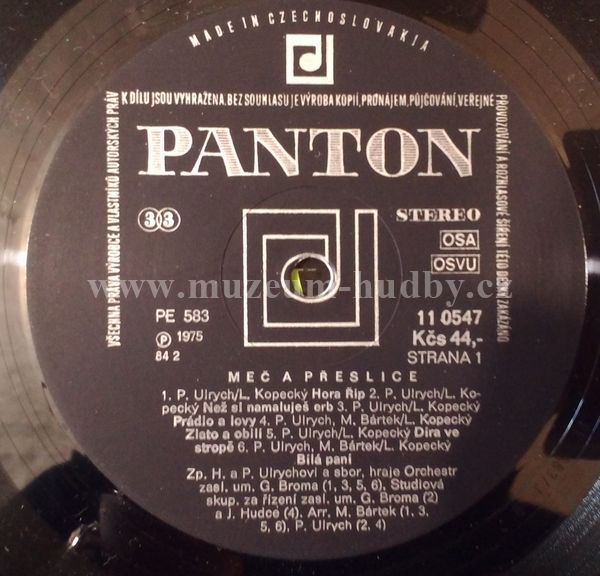 MADE IN CZECHOSLOVAKIA
VŠECHNA PRÁVA VÝROBCE A VLASTNÍKŮ AUTORSKÝCH PRÁV
K DÍLU JSOU VYHRAŽENA. BEZ SOUHLASU JE VÝROBA KOPIÍ, PRONÁJEM, PŮJČOVÁNÍ, VEŘEJNÉ
PROVOZOVÁNÍ A ROZHLASOVÉ ŠÍŘENÍ TÉTO DESKY ZAKÁZÁNO
PANTON
33
STEREO
OSA
OSVU
www.muzeum-hudby.cz
PE 583
11 0547
Ⓟ 1975
Kčs 44,-
84 2
STRANA 1
MEČ A PŘESLICE
1. P. Ulrych/L. Kopecký Hora Říp 2. P. Ulrych/L. Ko-
pecký Než si namaluješ erb 3. P. Ulrych/L. Kopecký
Prádlo a lovy 4. P. Ulrych, M. Bártek/L. Kopecký
Zlato a obilí 5. P. Ulrych/L. Kopecký Díra ve
stropě 6. P. Ulrych, M. Bártek/L. Kopecký
Bílá paní
Zp. H. a P. Ulrychovi a sbor, hraje Orchestr
zasl. um. G. Broma (1, 3, 5, 6), Studiová
skup. za řízení zasl. um. G. Broma (2)
a J. Hudce (4). Arr. M. Bártek (1, 3,
5, 6), P. Ulrych (2, 4)